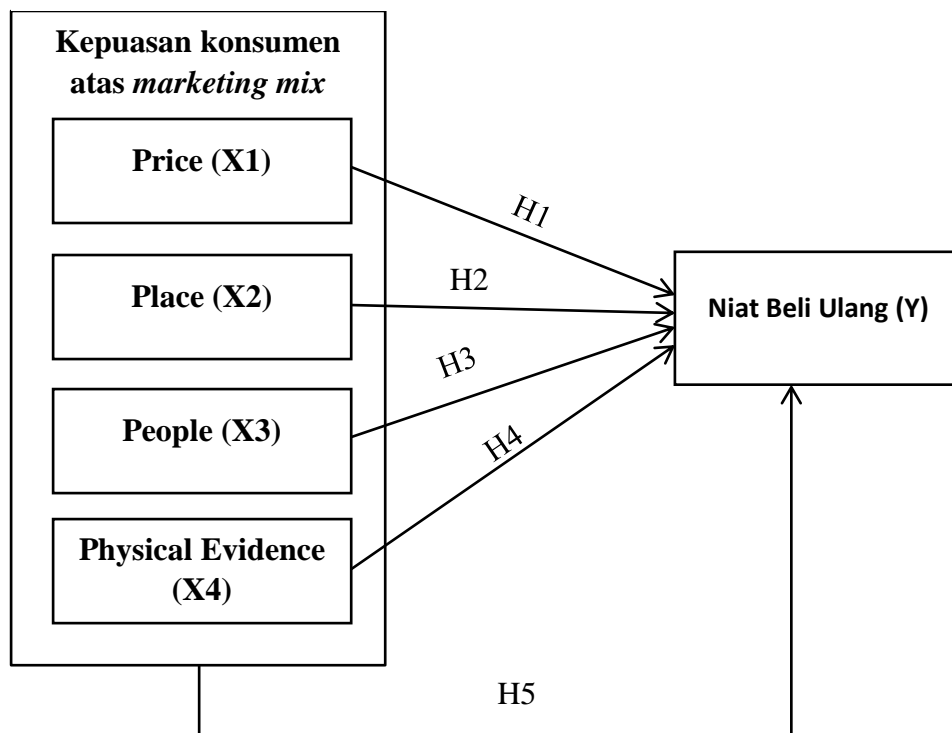 Kepuasan konsumen
atas marketing mix
Price (X1)
H1
Place (X2)
H2
Niat Beli Ulang (Y)
People (X3)
H3
H4
Physical Evidence
(X4)
H5